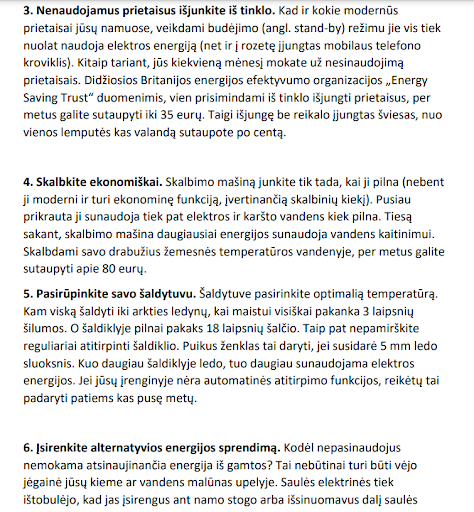 3. Nenaudojamus prietaisus išjunkite iš tinklo. Kad ir kokie modernūs
prietaisai jūsų namuose, veikdami budėjimo (angl. stand-by) režimu jie vis tiek
nuolat naudoja elektros energiją (net ir į rozetę įjungtas mobilaus telefono
kroviklis). Kitaip tariant, jūs kiekvieną mėnesį mokate už nesinaudojimą
prietaisais. Didžiosios Britanijos energijos efektyvumo organizacijos „Energy
Saving Trust“ duomenimis, vien prisimindami iš tinklo išjungti prietaisus, per
metus galite sutaupyti iki 35 eurų. Taigi išjungę be reikalo įjungtas šviesas, nuo
vienos lemputės kas valandą sutaupote po centą.
4. Skalbkite ekonomiškai. Skalbimo mašiną junkite tik tada, kai ji pilna (nebent
ji moderni ir turi ekonominę funkciją, įvertinančią skalbinių kiekį). Pusiau
prikrauta ji sunaudoja tiek pat elektros ir karšto vandens kiek pilna. Tiesą
sakant, skalbimo mašina daugiausiai energijos sunaudoja vandens kaitinimui.
Skalbdami savo drabužius žemesnės temperatūros vandenyje, per metus galite
sutaupyti apie 80 eurų.
5. Pasirūpinkite savo šaldytuvu. Šaldytuve pasirinkite optimalią temperatūrą.
Kam viską šaldyti iki arkties ledynų, kai maistui visiškai pakanka 3 laipsnių
šilumos. O šaldiklyje pilnai pakaks 18 laipsnių šalčio. Taip pat nepamirškite
reguliariai atitirpinti šaldiklio. Puikus ženklas tai daryti, jei susidarė 5 mm ledo
sluoksnis. Kuo daugiau šaldiklyje ledo, tuo daugiau sunaudojama elektros
energijos. Jei jūsų įrenginyje nėra automatinės atitirpimo funkcijos, reikėtų tai
padaryti patiems kas pusę metų.
6. Įsirenkite alternatyvios energijos sprendimą. Kodėl nepasinaudojus
nemokama atsinaujinančia energija iš gamtos? Tai nebūtinai turi būti vėjo
jėgainė jūsų kieme ar vandens malūnas upelyje. Saulės elektrinės tiek
ištobulėjo, kad jas įsirengus ant namo stogo arba išsinuomavus dalį saulės